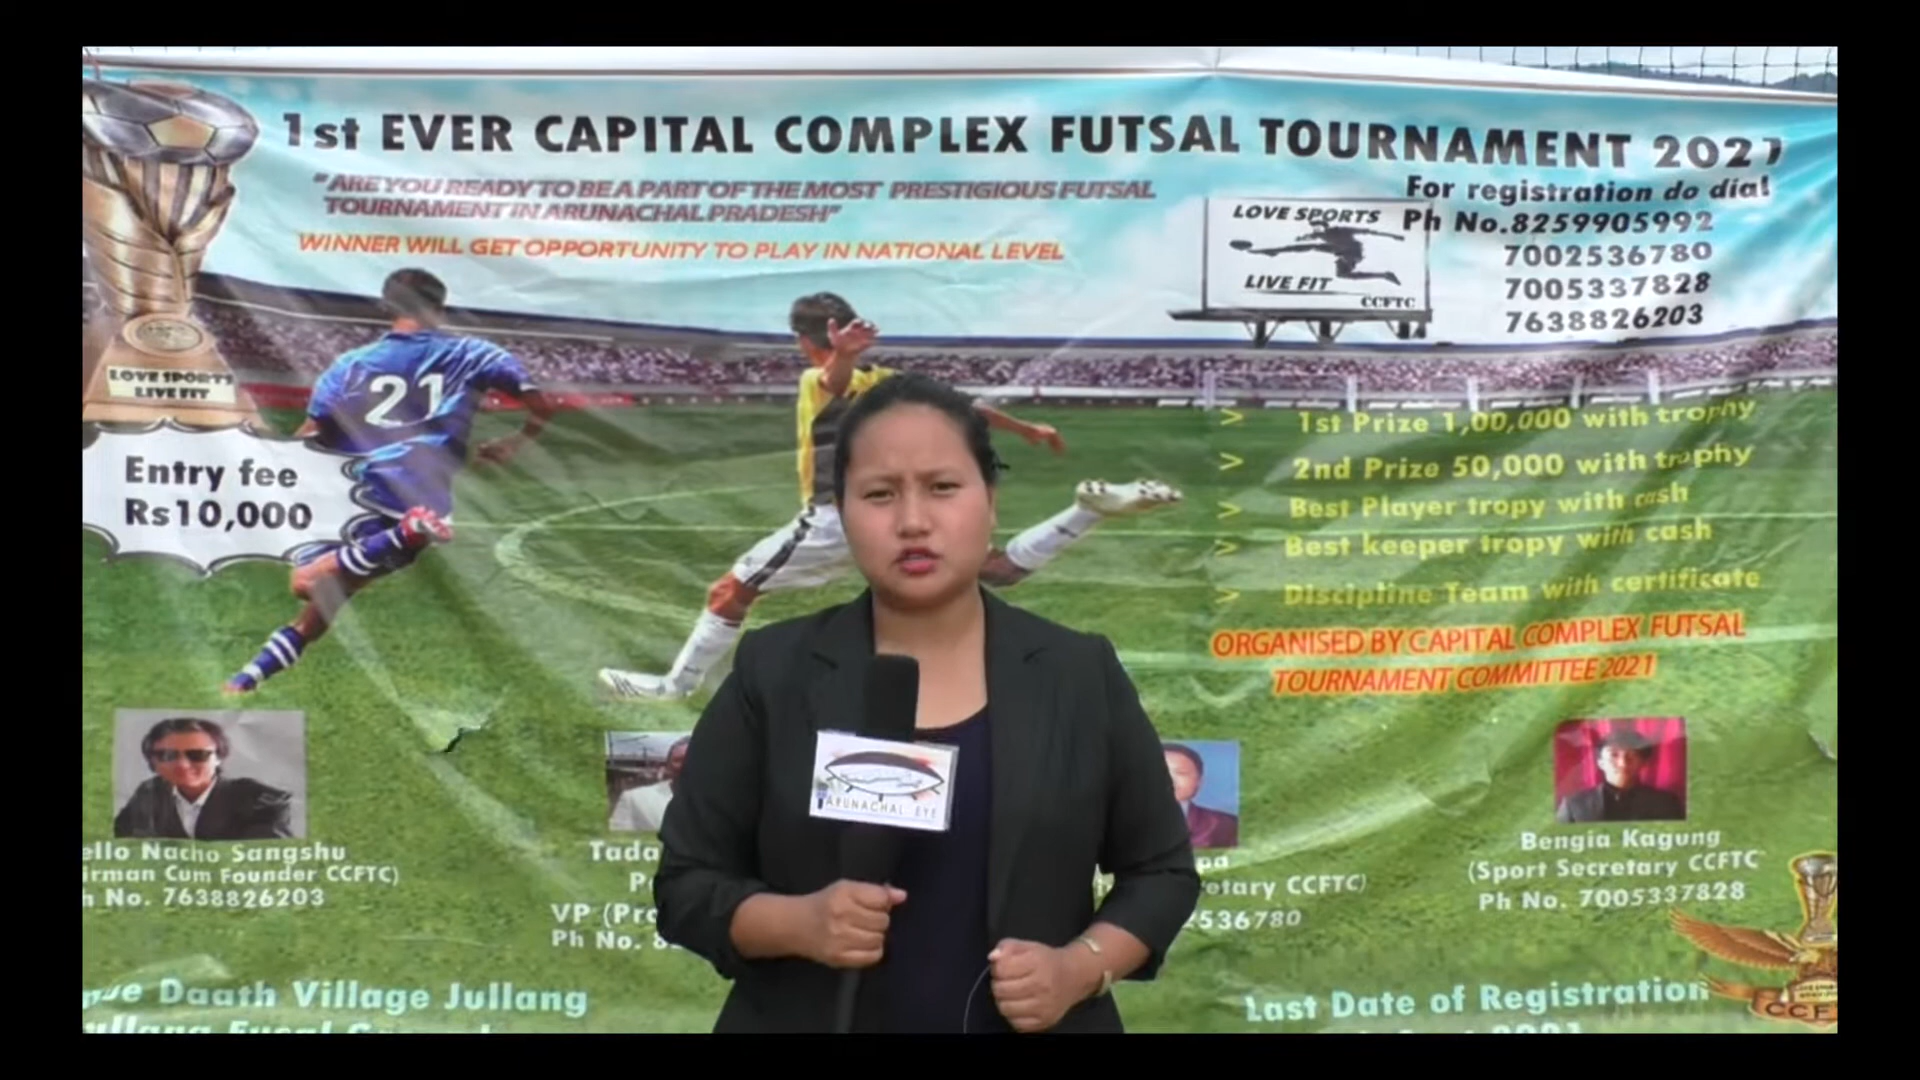 1st EVER CAPITAL COMPLEX FUTSAL TOURNAMENT 2021
"ARE YOU READY TO BE A PART OF THE MOST PRESTIGIOUS FUTSAL
TOURNAMENT IN ARUNACHAL PRADESH"
WINNER WILL GET OPPORTUNITY TO PLAY IN NATIONAL LEVEL
For registration do dial
Ph No.8259905992
7002536780
7005337828
7638826203
LOVE SPORTS
LIVE FIT
CCFTC
LOVE SPORTS
LIVE FIT
21
Entry fee
Rs10,000
> 1st Prize 1,00,000 with trophy
> 2nd Prize 50,000 with trophy
> Best Player tropy with cash
> Best keeper tropy with cash
> Discipline Team with certificate
ORGANISED BY CAPITAL COMPLEX FUTSAL
TOURNAMENT COMMITTEE 2021
ARUNACHAL EYE
Nacho Sangshu
Cum Founder CCFTC)
No. 7638826203
Tada
VP
Ph No.
CCFTC)
536780
Bengia Kagung
(Sport Secretary CCFTC
Ph No. 7005337828
Daath Village Jullang
Last Date of Registration